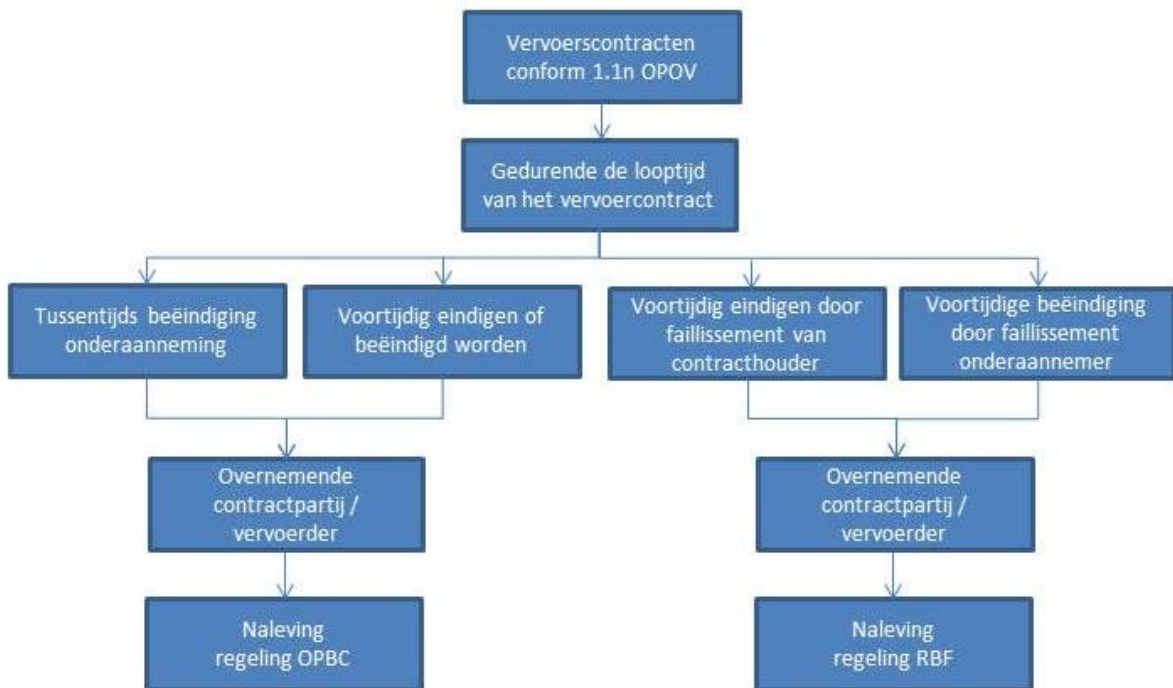 Vervoerscontracten
conform 1.1n OPOV
Gedurende de looptijd
van het vervoercontract
Tussentijds beëindiging
onderaanneming
Voortijdig eindigen of
beëindigd worden
Voortijdig eindigen door
faillissement van
contracthouder
Voortijdige beëindiging
door faillissement
onderaannemer
Overnemende
contractpartij /
vervoerder
Overnemende
contractpartij /
vervoerder
Naleving
regeling OPBC
Naleving
regeling RBF